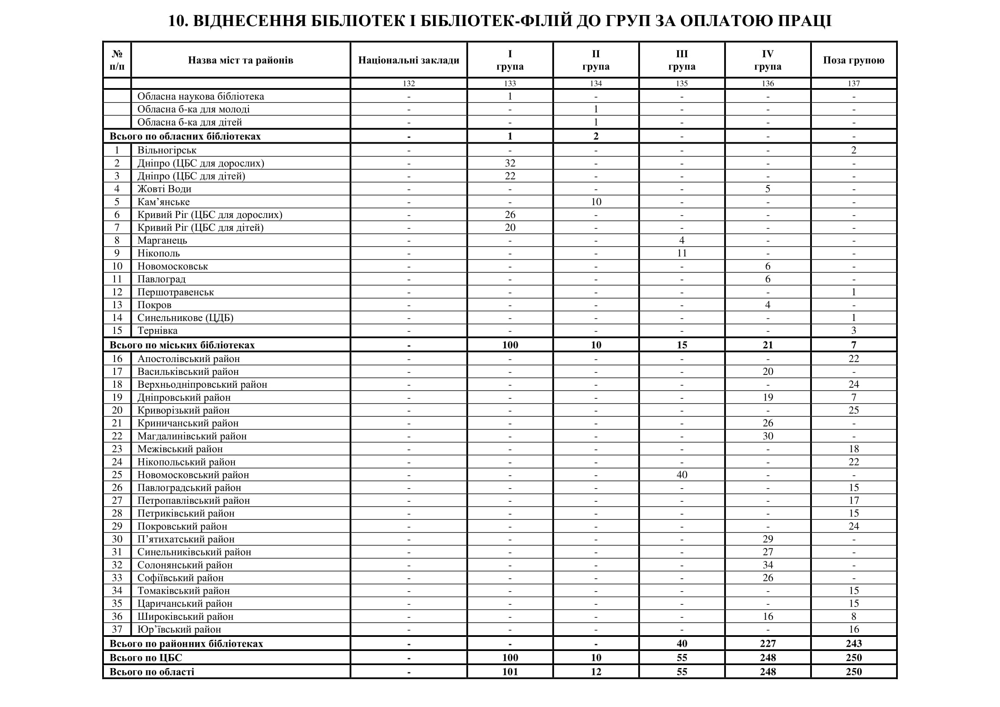 10. ВІДНЕСЕННЯ БІБЛІОТЕК І БІБЛІОТЕК-ФІЛІЙ ДО ГРУП ЗА ОПЛАТОЮ ПРАЦІ
№ п/п Назва міст та районів Національні заклади І група ІІ група ІІІ група IV група Поза групою
132 133 134 135 136 137
Обласна наукова бібліотека - 1 - - - -
Обласна б-ка для молоді - - 1 - - -
Обласна б-ка для дітей - - 1 - - -
Всього по обласних бібліотеках - 1 2 - - -
1 Вільногірськ - - - - - 2
2 Дніпро (ЦБС для дорослих) - 32 - - - -
3 Дніпро (ЦБС для дітей) - 22 - - - -
4 Жовті Води - - - - 5 -
5 Кам’янське - - 10 - - -
6 Кривий Ріг (ЦБС для дорослих) - 26 - - - -
7 Кривий Ріг (ЦБС для дітей) - 20 - - - -
8 Марганець - - - 4 - -
9 Нікополь - - - 11 - -
10 Новомосковськ - - - - 6 -
11 Павлоград - - - - 6 -
12 Першотравенськ - - - - - 1
13 Покров - - - - 4 -
14 Синельникове (ЦДБ) - - - - - 1
15 Тернівка - - - - - 3
Всього по міських бібліотеках - 100 10 15 21 7
16 Апостолівський район - - - - - 22
17 Васильківський район - - - - 20 -
18 Верхньодніпровський район - - - - - 24
19 Дніпровський район - - - - 19 7
20 Криворізький район - - - - - 25
21 Криничанський район - - - - 26 -
22 Магдалинівський район - - - - 30 -
23 Межівський район - - - - - 18
24 Нікопольський район - - - - - 22
25 Новомосковський район - - - 40 - -
26 Павлоградський район - - - - - 15
27 Петропавлівський район - - - - - 17
28 Петриківський район - - - - - 15
29 Покровський район - - - - - 24
30 П’ятихатський район - - - - 29 -
31 Синельниківський район - - - - 27 -
32 Солонянський район - - - - 34 -
33 Софіївський район - - - - 26 -
34 Томаківський район - - - - - 15
35 Царичанський район - - - - - 15
36 Широківський район - - - - 16 8
37 Юр’ївський район - - - - - 16
Всього по районних бібліотеках - - - 40 227 243
Всього по ЦБС - 100 10 55 248 250
Всього по області - 101 12 55 248 250